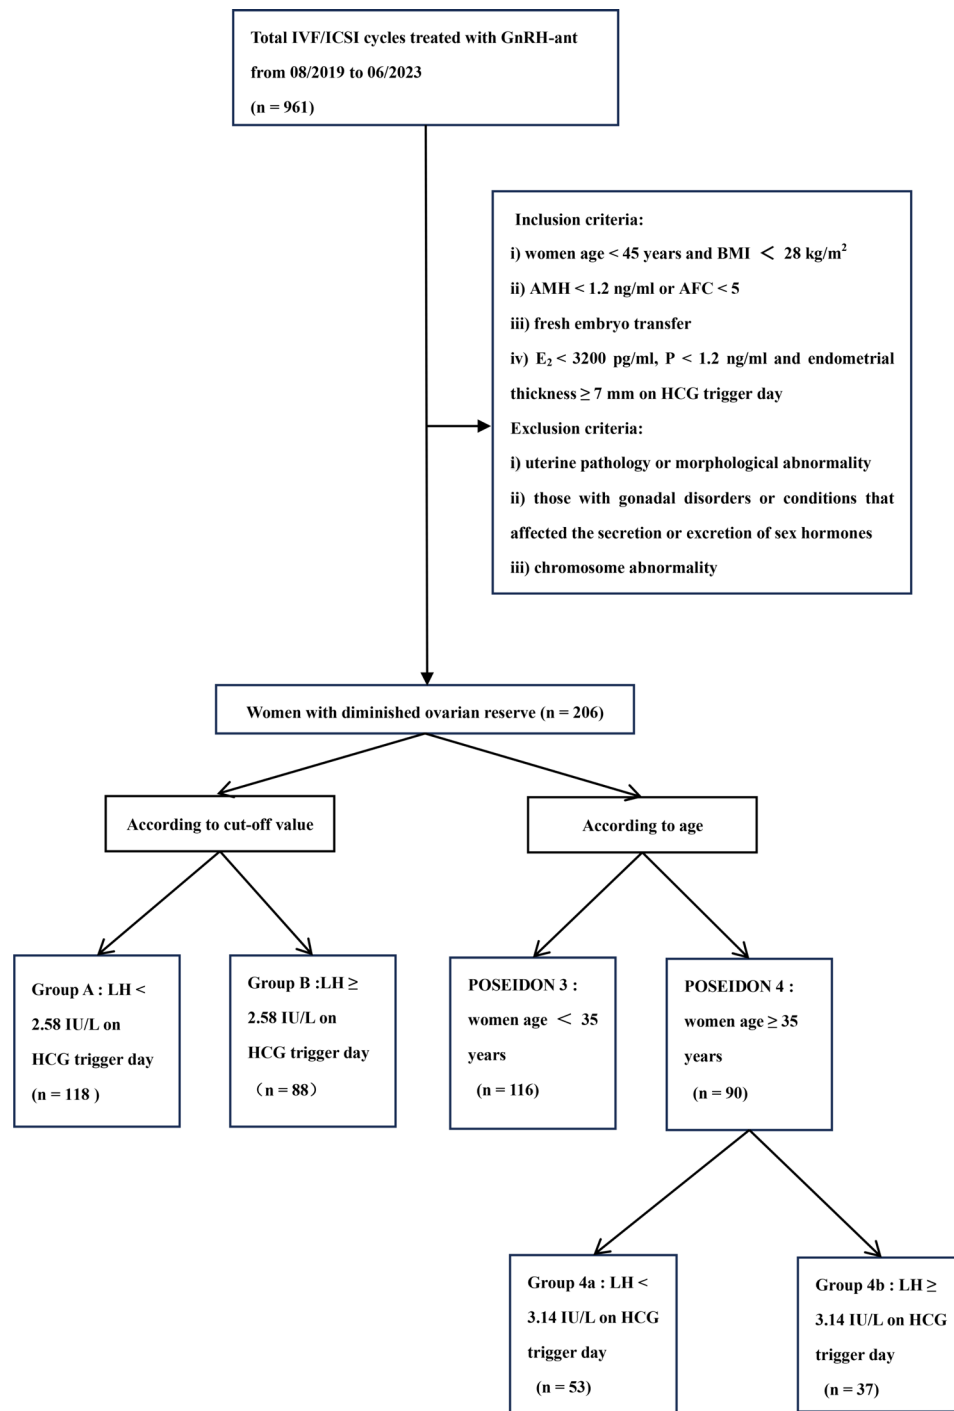 Total IVF/ICSI cycles treated with GnRH-ant
from 08/2019 to 06/2023
(n = 961)
Inclusion criteria:
i) women age < 45 years and BMI ＜ 28 kg/m²
ii) AMH < 1.2 ng/ml or AFC < 5
iii) fresh embryo transfer
iv) E₂ < 3200 pg/ml, P < 1.2 ng/ml and endometrial
thickness ≥ 7 mm on HCG trigger day
Exclusion criteria:
i) uterine pathology or morphological abnormality
ii) those with gonadal disorders or conditions that
affected the secretion or excretion of sex hormones
iii) chromosome abnormality
Women with diminished ovarian reserve (n = 206)
According to cut-off value
According to age
Group A : LH <
2.58 IU/L on
HCG trigger day
(n = 118 )
Group B :LH ≥
2.58 IU/L on
HCG trigger day
（n = 88）
POSEIDON 3 :
women age ＜ 35
years
(n = 116)
POSEIDON 4 :
women age ≥ 35
years
(n = 90)
Group 4a : LH <
3.14 IU/L on HCG
trigger day
(n = 53)
Group 4b : LH ≥
3.14 IU/L on HCG
trigger day
(n = 37)